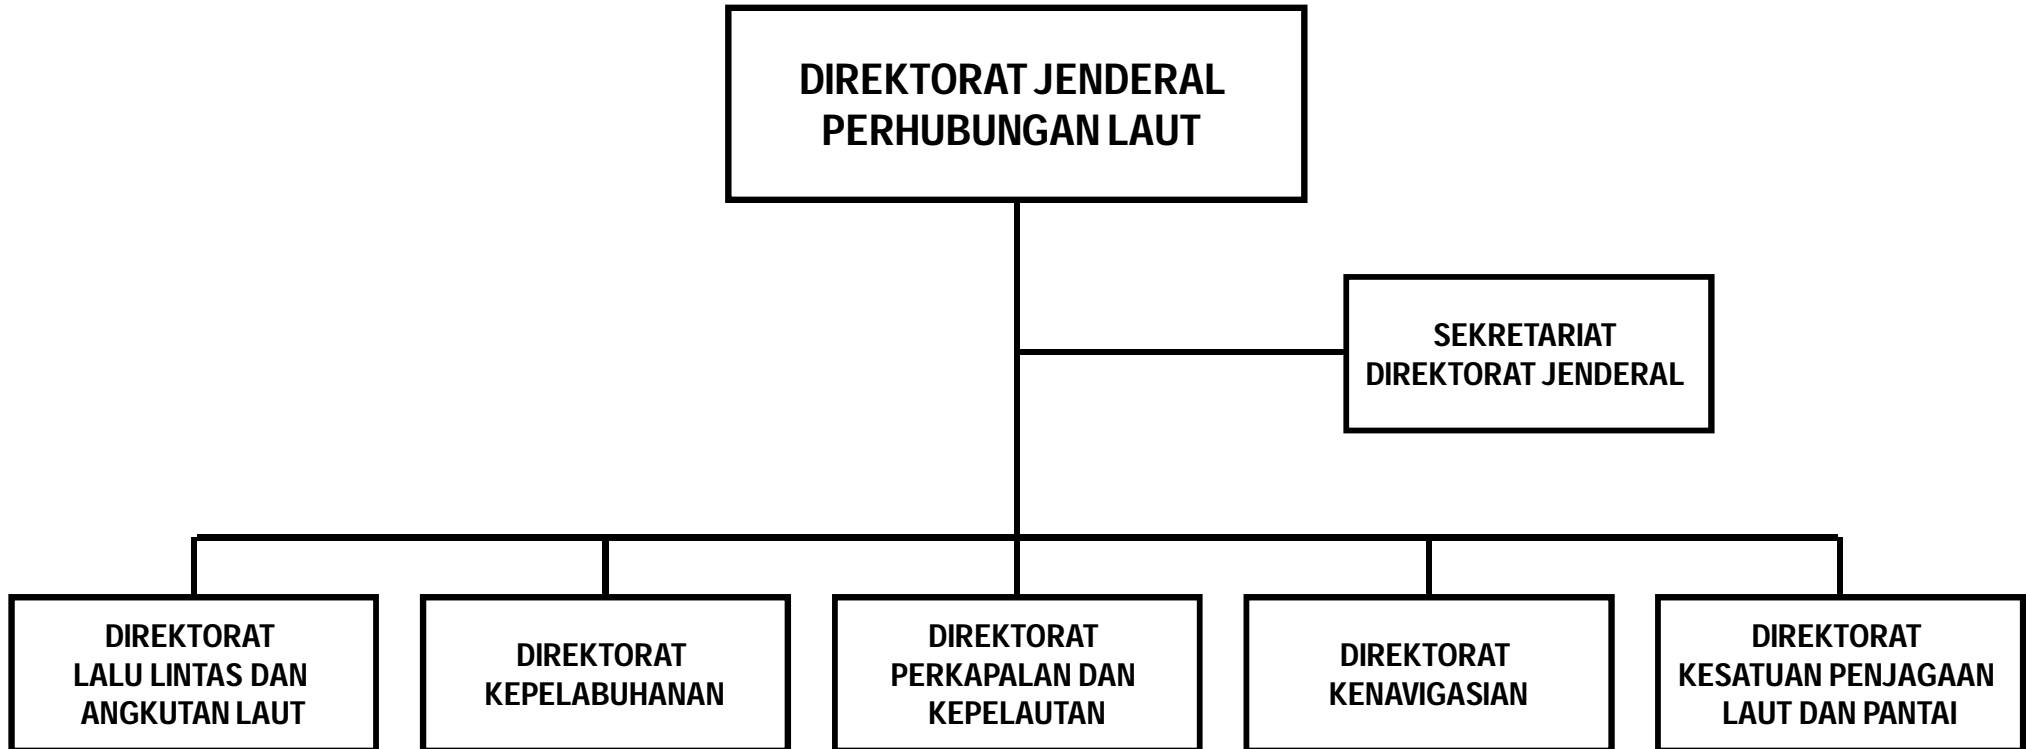 DIREKTORAT JENDERAL
PERHUBUNGAN LAUT
SEKRETARIAT
DIREKTORAT JENDERAL
DIREKTORAT
LALU LINTAS DAN
ANGKUTAN LAUT
DIREKTORAT
KEPELABUHANAN
DIREKTORAT
PERKAPALAN DAN
KEPELAUTAN
DIREKTORAT
KENAVIGASIAN
DIREKTORAT
KESATUAN PENJAGAAN
LAUT DAN PANTAI